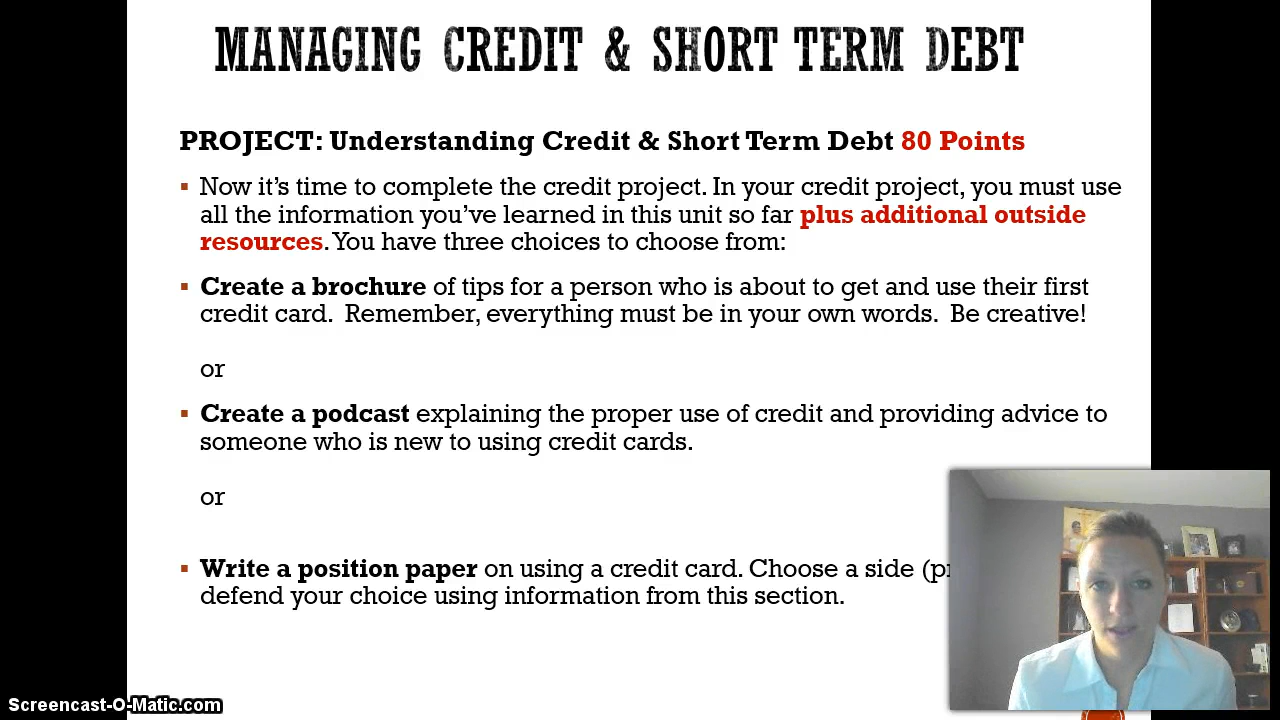 MANAGING CREDIT & SHORT TERM DEBT
PROJECT: Understanding Credit & Short Term Debt 80 Points
▪ Now it's time to complete the credit project. In your credit project, you must use
all the information you've learned in this unit so far plus additional outside
resources. You have three choices to choose from:
▪ Create a brochure of tips for a person who is about to get and use their first
credit card. Remember, everything must be in your own words. Be creative!
or
▪ Create a podcast explaining the proper use of credit and providing advice to
someone who is new to using credit cards.
or
▪ Write a position paper on using a credit card. Choose a side
defend your choice using information from this section.
Screencast-O-Matic.com